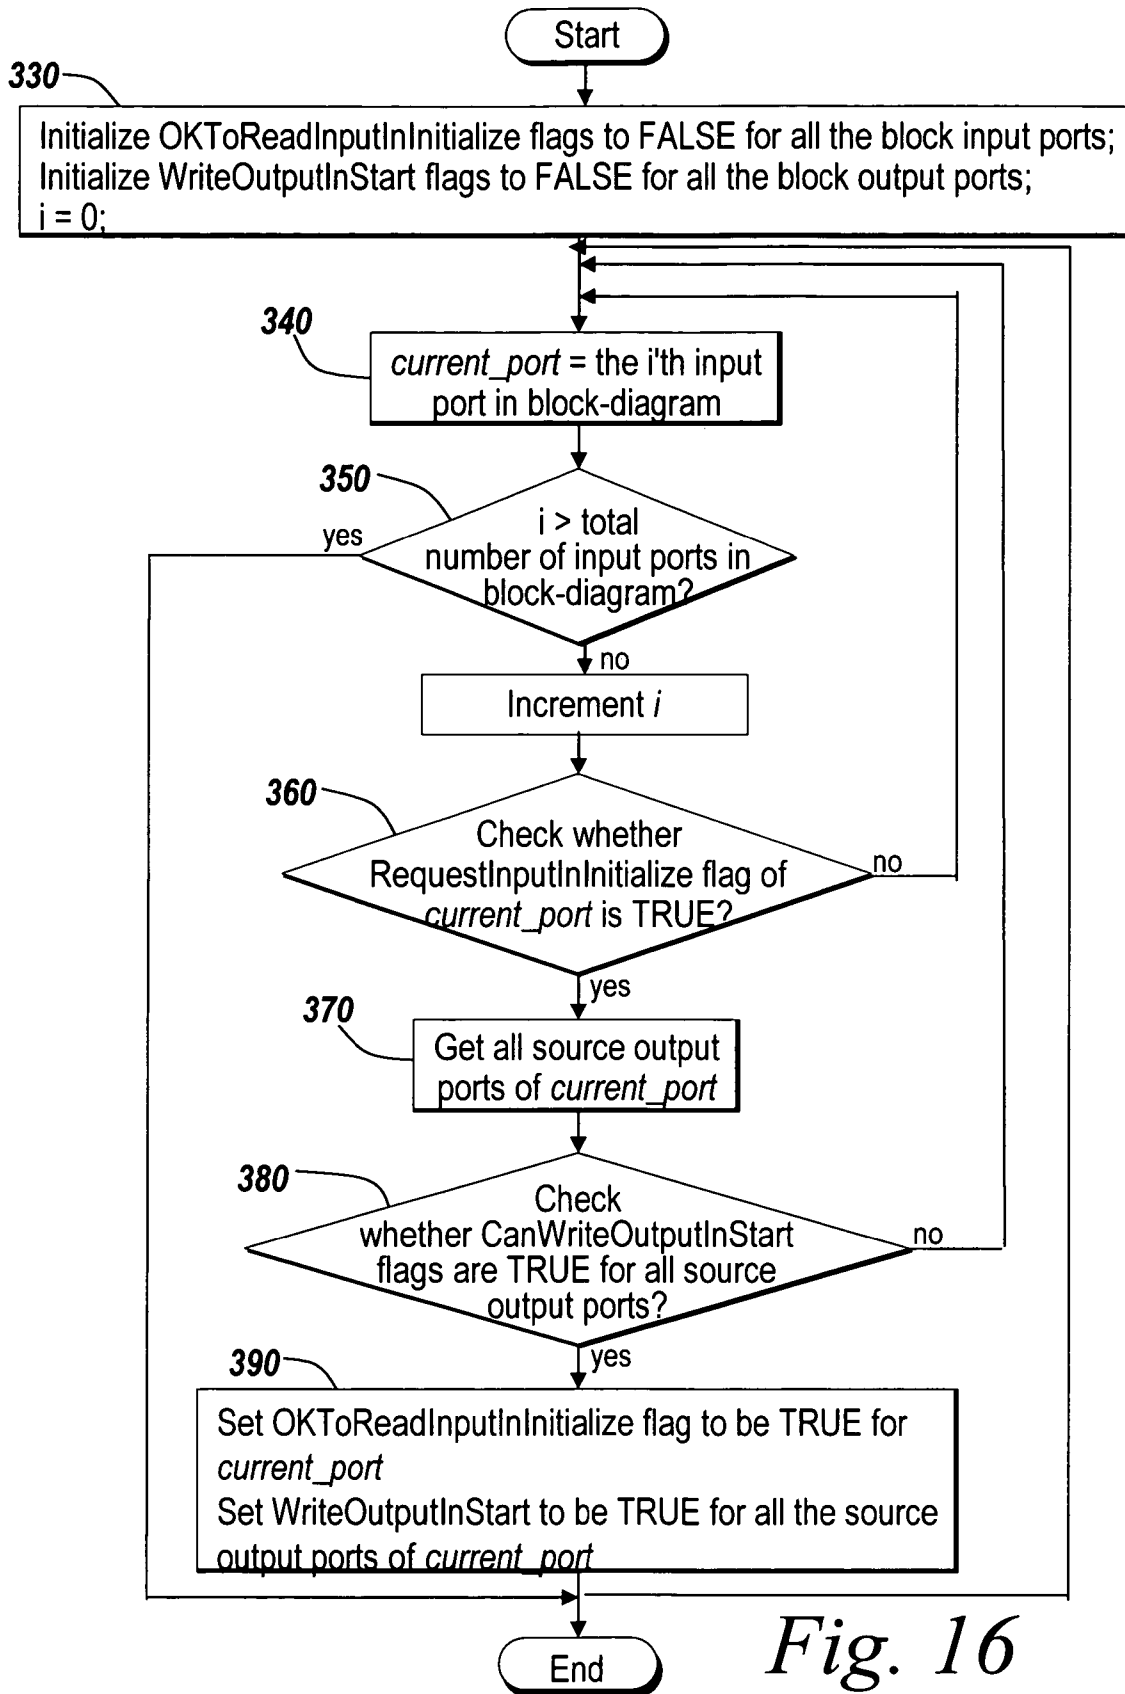 Start
330
Initialize OKToReadInputInInitialize flags to FALSE for all the block input ports;
Initialize WriteOutputInStart flags to FALSE for all the block output ports;
i = 0;
340
current_port = the i'th input
port in block-diagram
350
i > total
number of input ports in
block-diagram?
yes
no
Increment i
360
Check whether
RequestInputInInitialize flag of
current_port is TRUE?
no
yes
370
Get all source output
ports of current_port
380
Check
whether CanWriteOutputInStart
flags are TRUE for all source
output ports?
no
yes
390
Set OKToReadInputInInitialize flag to be TRUE for
current_port
Set WriteOutputInStart to be TRUE for all the source
output ports of current_port
End
Fig. 16